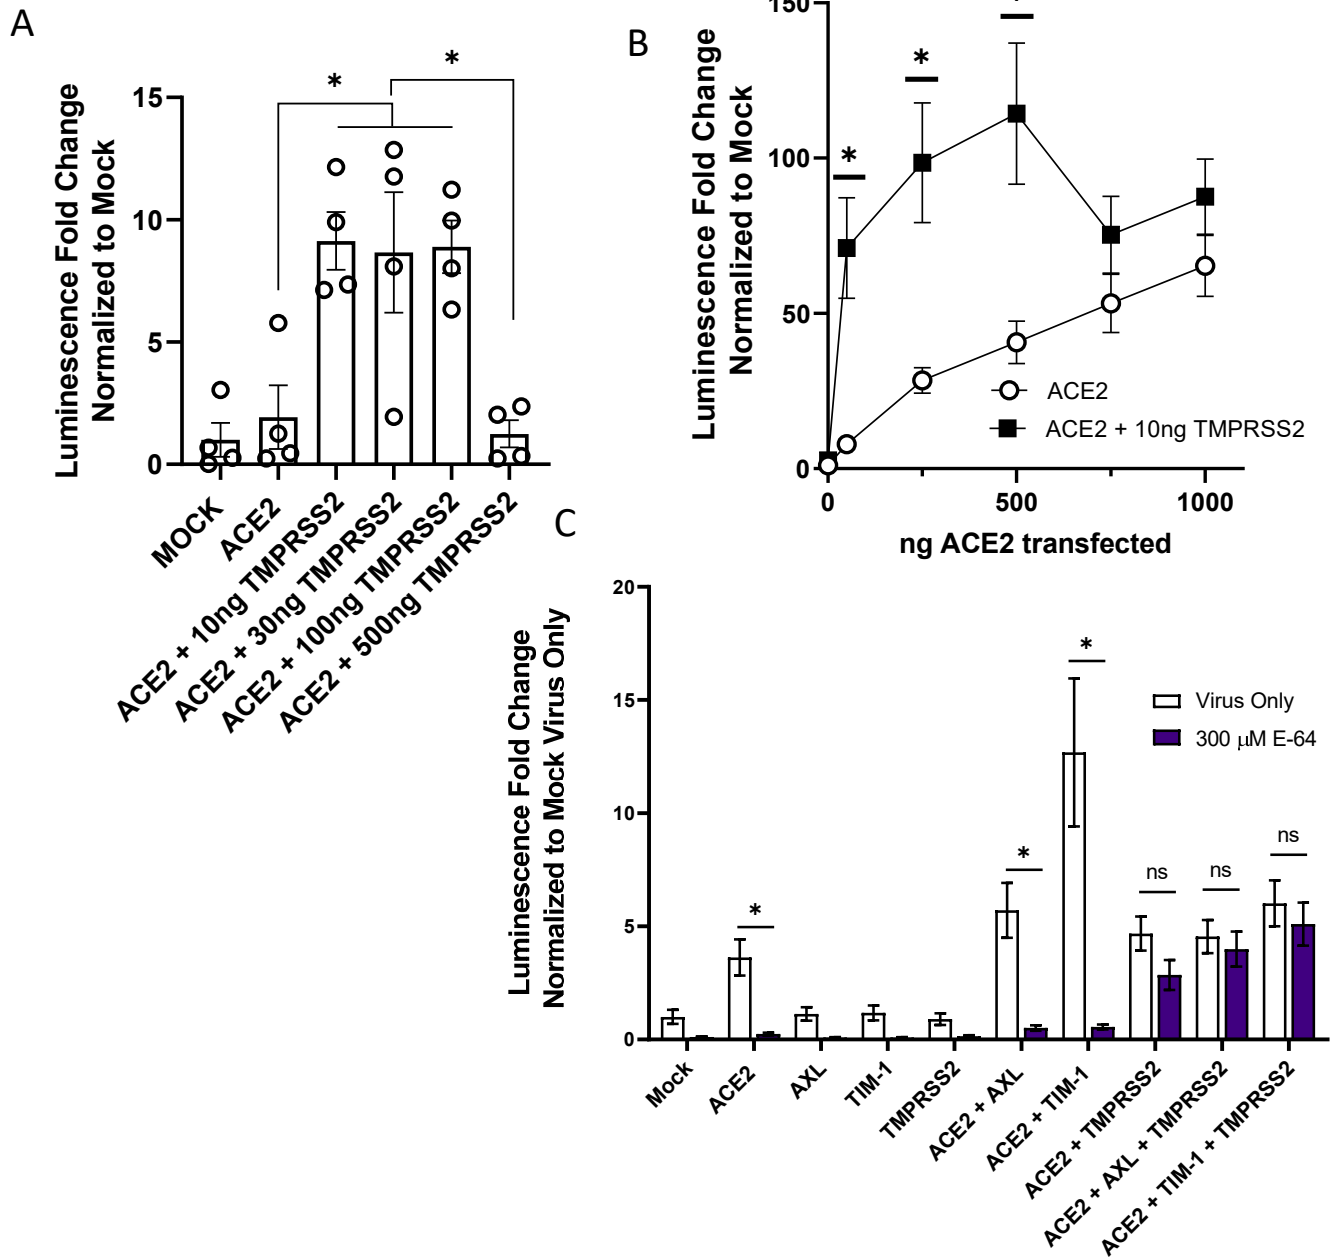 A
Luminescence Fold Change
Normalized to Mock
15
10
5
0
*
*
MOCK
ACE2
ACE2 + 10ng TMPRSS2
ACE2 + 30ng TMPRSS2
ACE2 + 100ng TMPRSS2
ACE2 + 500ng TMPRSS2
B
Luminescence Fold Change
Normalized to Mock
150
100
50
0
*
*
ACE2
ACE2 + 10ng TMPRSS2
0
500
1000
ng ACE2 transfected
C
Luminescence Fold Change
Normalized to Mock Virus Only
20
15
10
5
0
*
*
*
ns
ns
ns
Virus Only
300 μM E-64
Mock
ACE2
AXL
TIM-1
TMPRSS2
ACE2 + AXL
ACE2 + TIM-1
ACE2 + TMPRSS2
ACE2 + AXL + TMPRSS2
ACE2 + TIM-1 + TMPRSS2